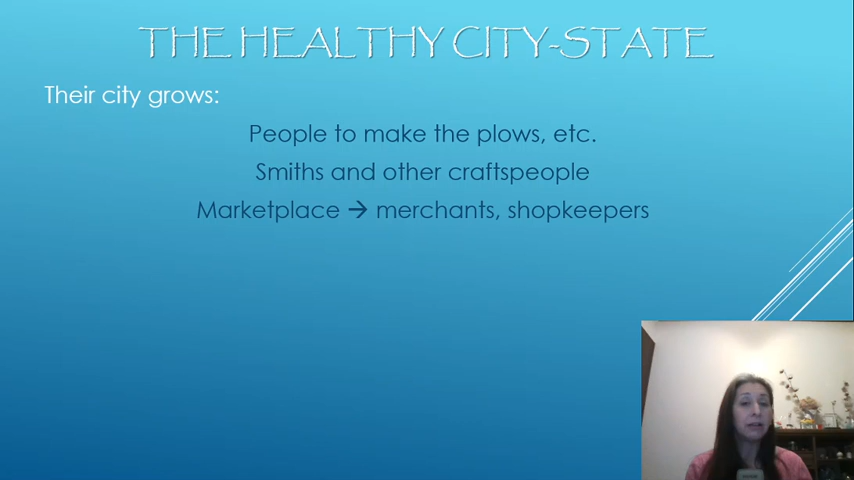 THE HEALTHY CITY-STATE
Their city grows:
People to make the plows, etc.
Smiths and other craftspeople
Marketplace → merchants, shopkeepers